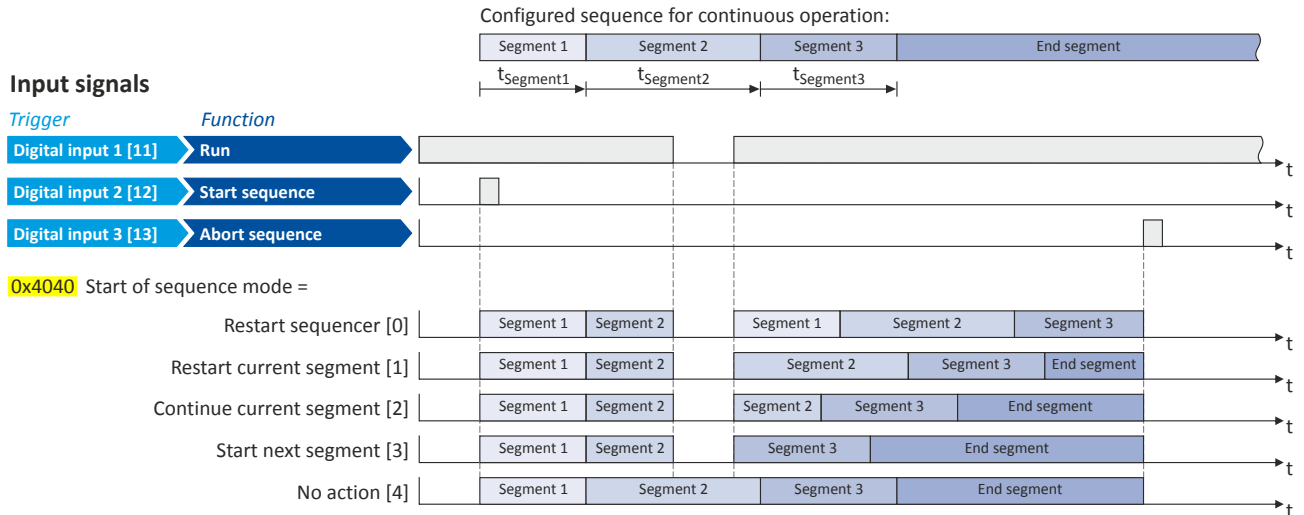 Configured sequence for continuous operation:
Segment 1 Segment 2 Segment 3 End segment
tSegment1 tSegment2 tSegment3
Input signals
Trigger Function
Digital input 1 [11] Run t
Digital input 2 [12] Start sequence t
Digital input 3 [13] Abort sequence t
0x4040 Start of sequence mode =
Restart sequencer [0] Segment 1 Segment 2 Segment 1 Segment 2 Segment 3 t
Restart current segment [1] Segment 1 Segment 2 Segment 2 Segment 3 End segment t
Continue current segment [2] Segment 1 Segment 2 Segment 2 Segment 3 End segment t
Start next segment [3] Segment 1 Segment 2 Segment 3 End segment t
No action [4] Segment 1 Segment 2 Segment 3 End segment t